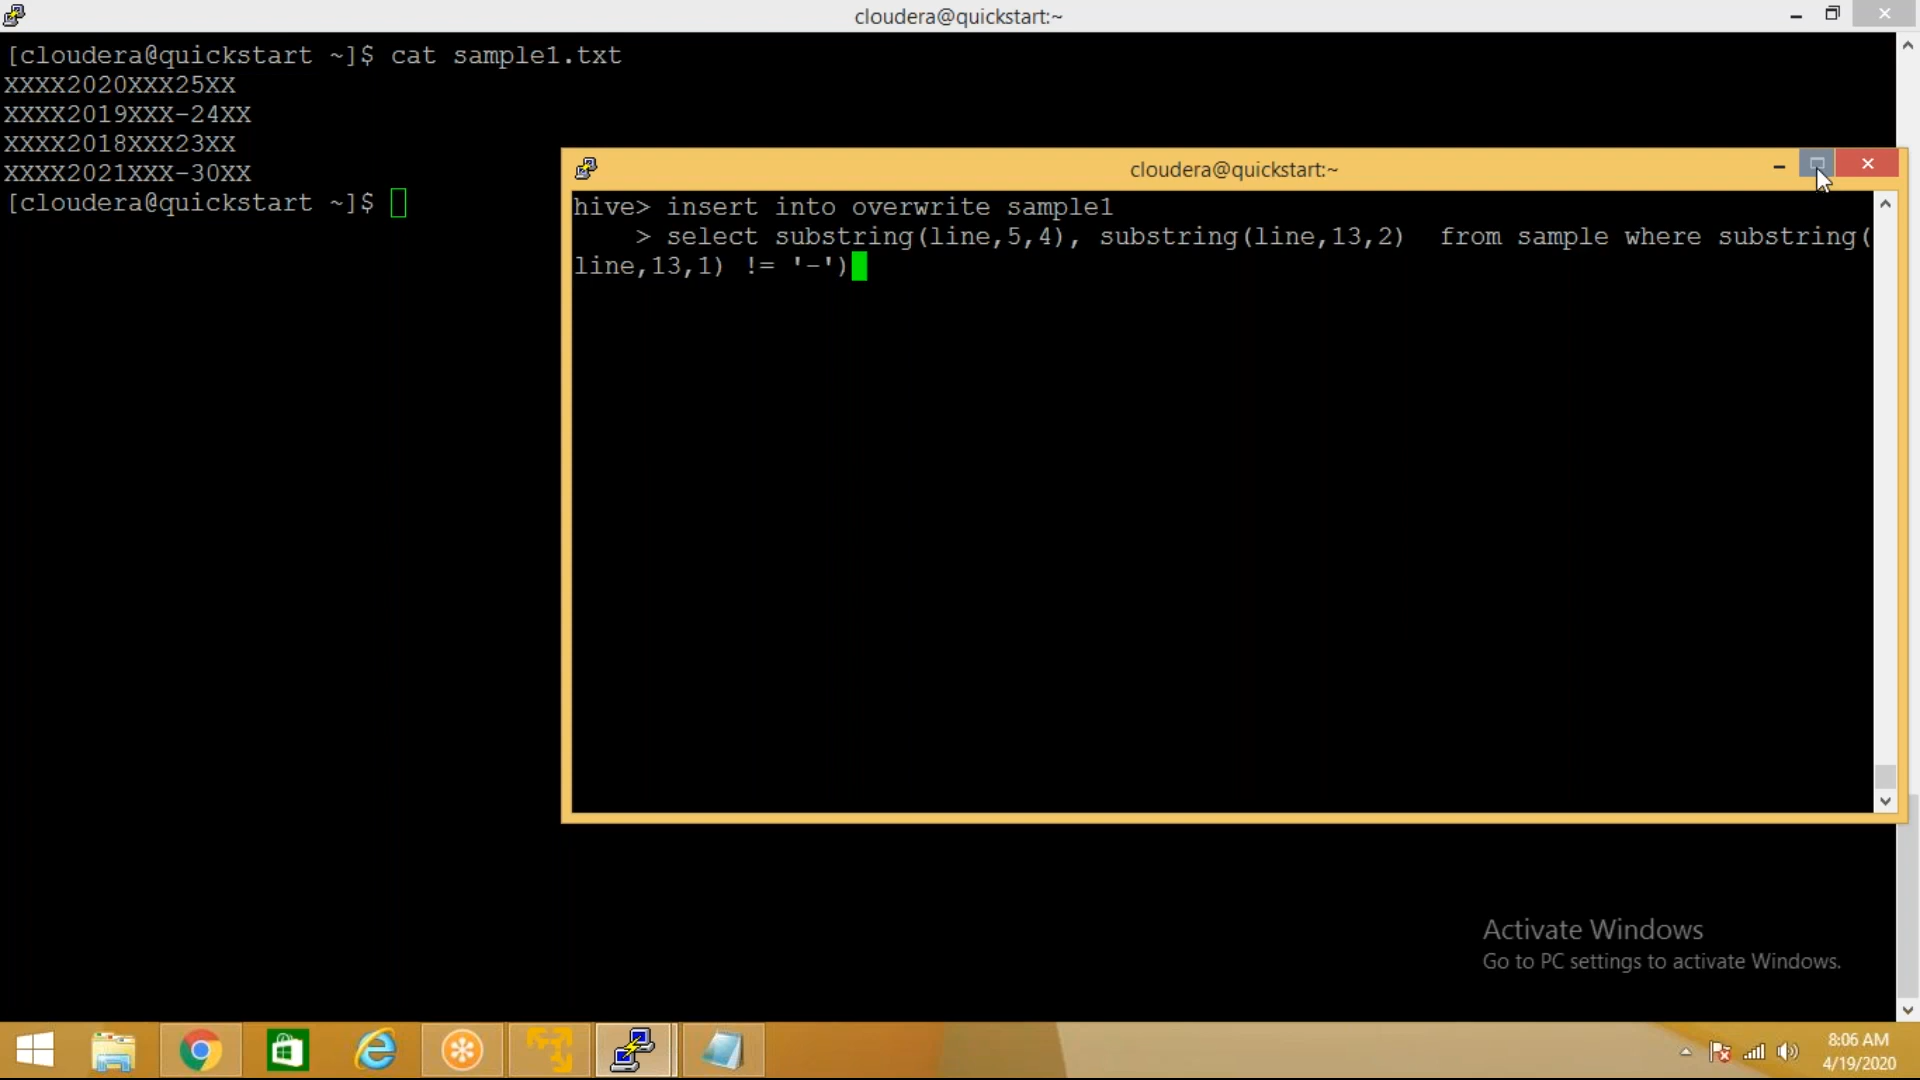 cloudera@quickstart:~
[cloudera@quickstart ~]$ cat sample1.txt
XXXX2020XXX25XX
XXXX2019XXX-24XX
XXXX2018XXX23XX
XXXX2021XXX-30XX
[cloudera@quickstart ~]$
cloudera@quickstart:~
hive> insert into overwrite sample1
    > select substring(line,5,4), substring(line,13,2)  from sample where substring(
line,13,1) != '-')
Activate Windows
Go to PC settings to activate Windows.
8:06 AM
4/19/2020